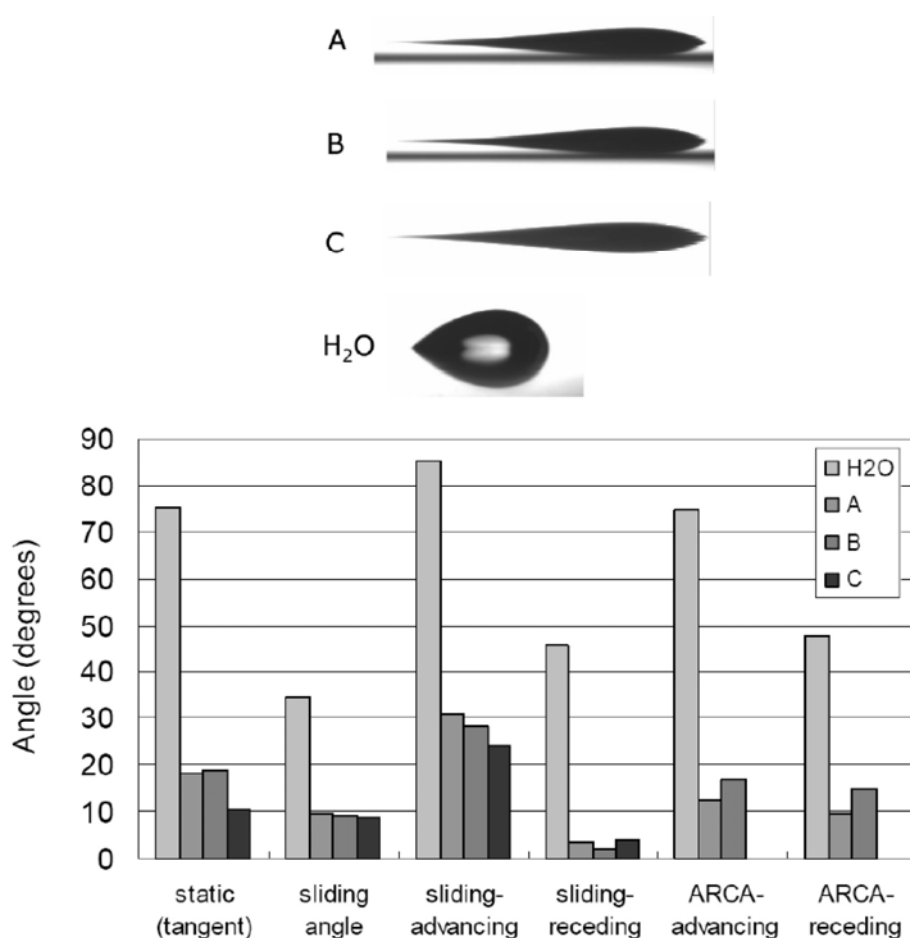 A
B
C
H₂O
90
80
70
60
50
40
30
20
10
0
Angle (degrees)
H2O
A
B
C
static (tangent)
sliding angle
sliding-advancing
sliding-receding
ARCA-advancing
ARCA-receding